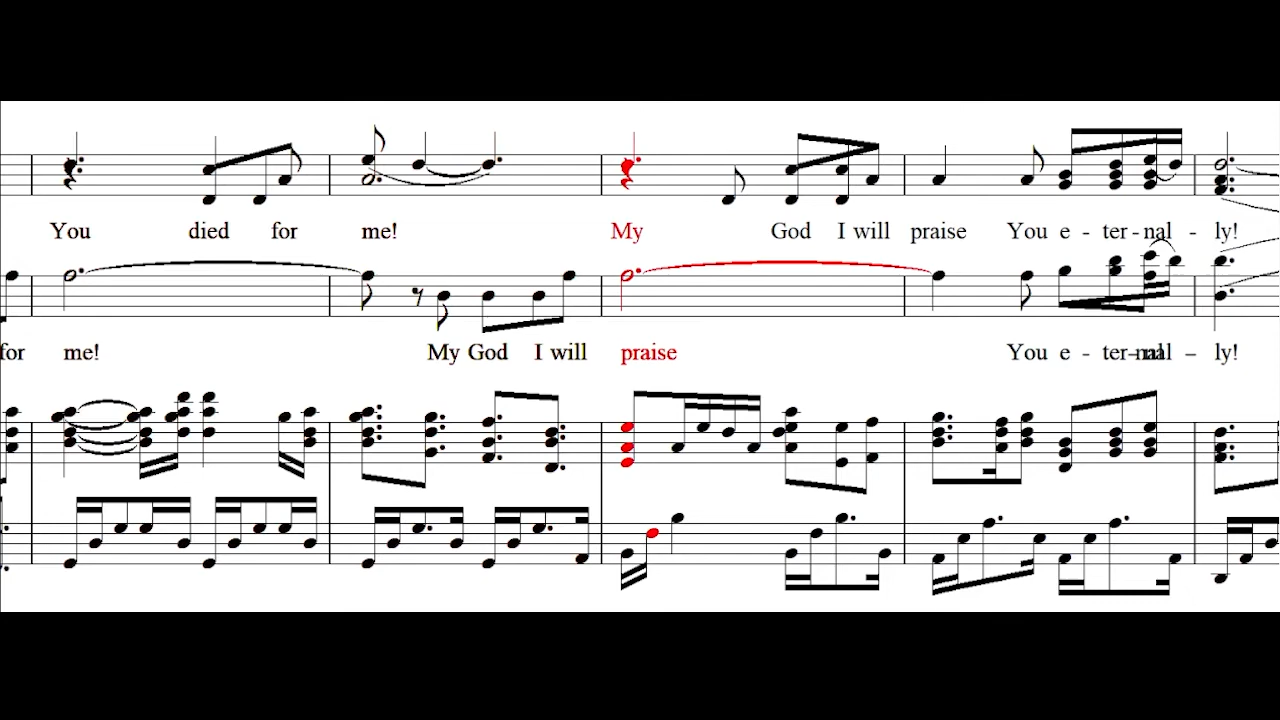 You died for me! My God I will praise You e - ter - nal - ly!
for me! My God I will praise You e - ter - nal - ly!